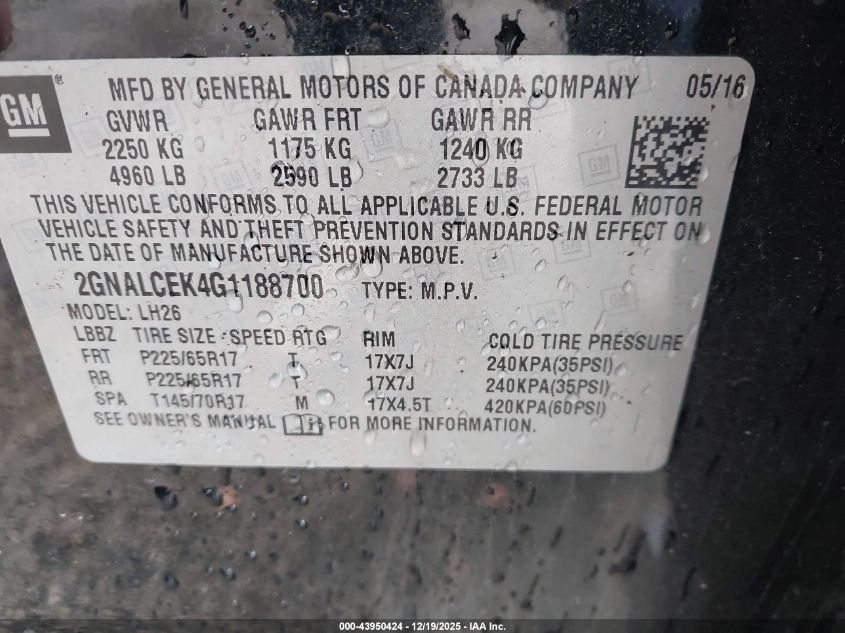 GM ®
MFD BY GENERAL MOTORS OF CANADA COMPANY 05/16
GVWR GAWR FRT GAWR RR
2250 KG 1175 KG 1240 KG
4960 LB 2590 LB 2733 LB
THIS VEHICLE CONFORMS TO ALL APPLICABLE U.S. FEDERAL MOTOR
VEHICLE SAFETY AND THEFT PREVENTION STANDARDS IN EFFECT ON
THE DATE OF MANUFACTURE SHOWN ABOVE.
2GNALCEK4G1188700 TYPE: M.P.V.
MODEL: LH26
LBBZ TIRE SIZE SPEED RTG RIM COLD TIRE PRESSURE
FRT P225/65R17 T 17X7J 240KPA(35PSI)
RR P225/65R17 T 17X7J 240KPA(35PSI)
SPA T145/70R17 M 17X4.5T 420KPA(60PSI)
SEE OWNER'S MANUAL FOR MORE INFORMATION.
000-43950424 - 12/19/2025 - IAA Inc.